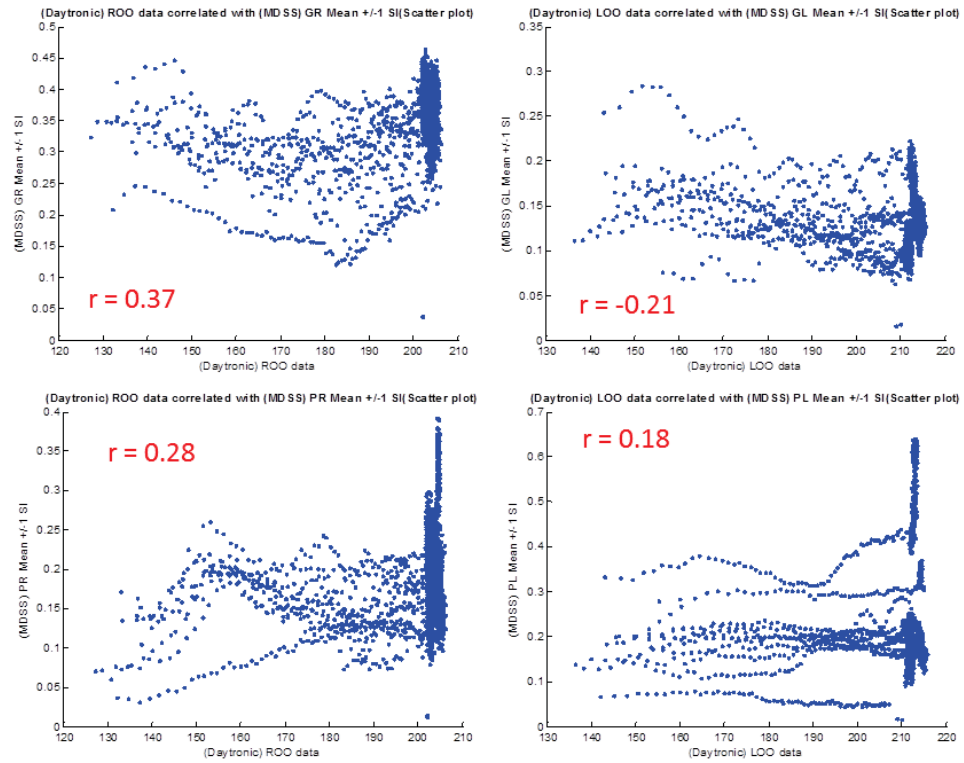 (Daytronic) ROO data correlated with (MDSS) GR Mean +/-1 SI(Scatter plot)
0.5
0.45
0.4
0.35
0.3
0.25
0.2
0.15
0.1
0.05
0
(MDSS) GR Mean +/-1 SI
r = 0.37
120 130 140 150 160 170 180 190 200 210
(Daytronic) ROO data
(Daytronic) LOO data correlated with (MDSS) GL Mean +/-1 SI(Scatter plot)
0.35
0.3
0.25
0.2
0.15
0.1
0.05
0
(MDSS) GL Mean +/-1 SI
r = -0.21
130 140 150 160 170 180 190 200 210 220
(Daytronic) LOO data
(Daytronic) ROO data correlated with (MDSS) PR Mean +/-1 SI(Scatter plot)
0.4
0.35
0.3
0.25
0.2
0.15
0.1
0.05
0
(MDSS) PR Mean +/-1 SI
r = 0.28
120 130 140 150 160 170 180 190 200 210
(Daytronic) ROO data
(Daytronic) LOO data correlated with (MDSS) PL Mean +/-1 SI(Scatter plot)
0.7
0.6
0.5
0.4
0.3
0.2
0.1
0
(MDSS) PL Mean +/-1 SI
r = 0.18
130 140 150 160 170 180 190 200 210 220
(Daytronic) LOO data